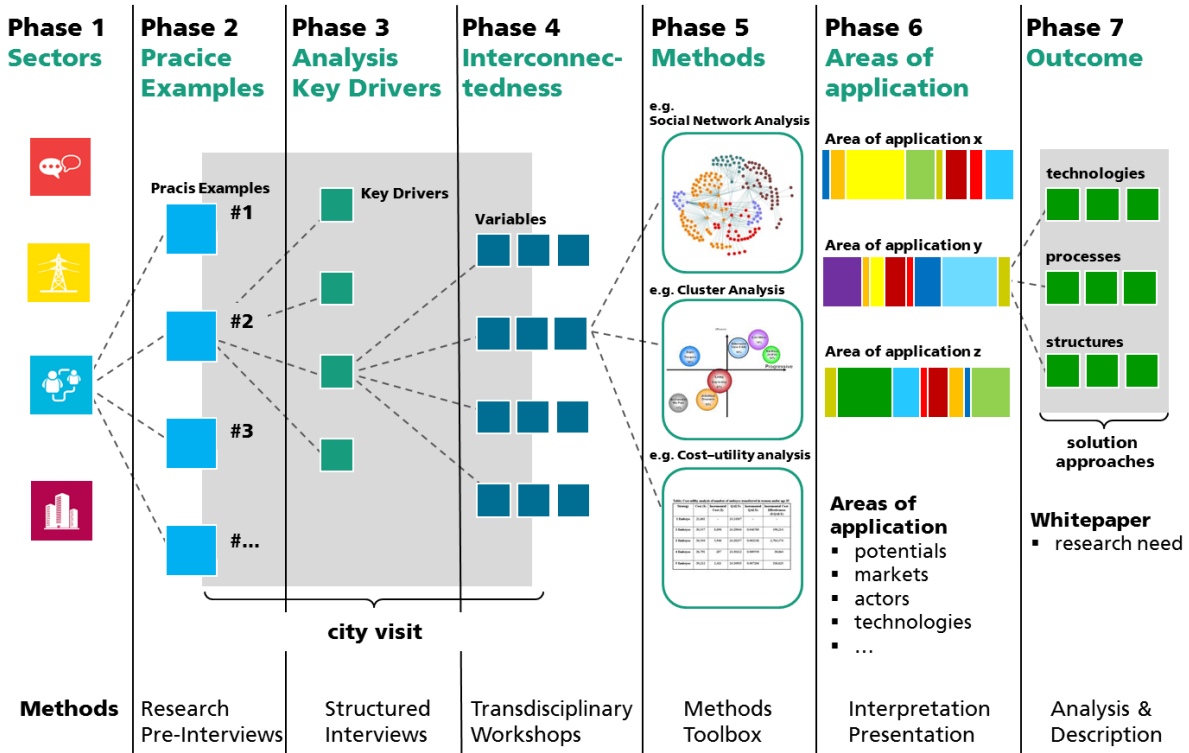 Phase 1
Sectors
Phase 2
Pracice
Examples
Phase 3
Analysis
Key Drivers
Phase 4
Interconnec-
tedness
Phase 5
Methods
Phase 6
Areas of
application
Phase 7
Outcome
Pracis Examples
#1
#2
#3
#...
Key Drivers
Variables
e.g.
Social Network Analysis
e.g. Cluster Analysis
Progressive
e.g. Cost–utility analysis
Area of application x
Area of application y
Area of application z
Areas of
application
▪ potentials
▪ markets
▪ actors
▪ technologies
▪ ...
technologies
processes
structures
solution
approaches
Whitepaper
▪ research need
city visit
Methods
Research
Pre-Interviews
Structured
Interviews
Transdisciplinary
Workshops
Methods
Toolbox
Interpretation
Presentation
Analysis &
Description